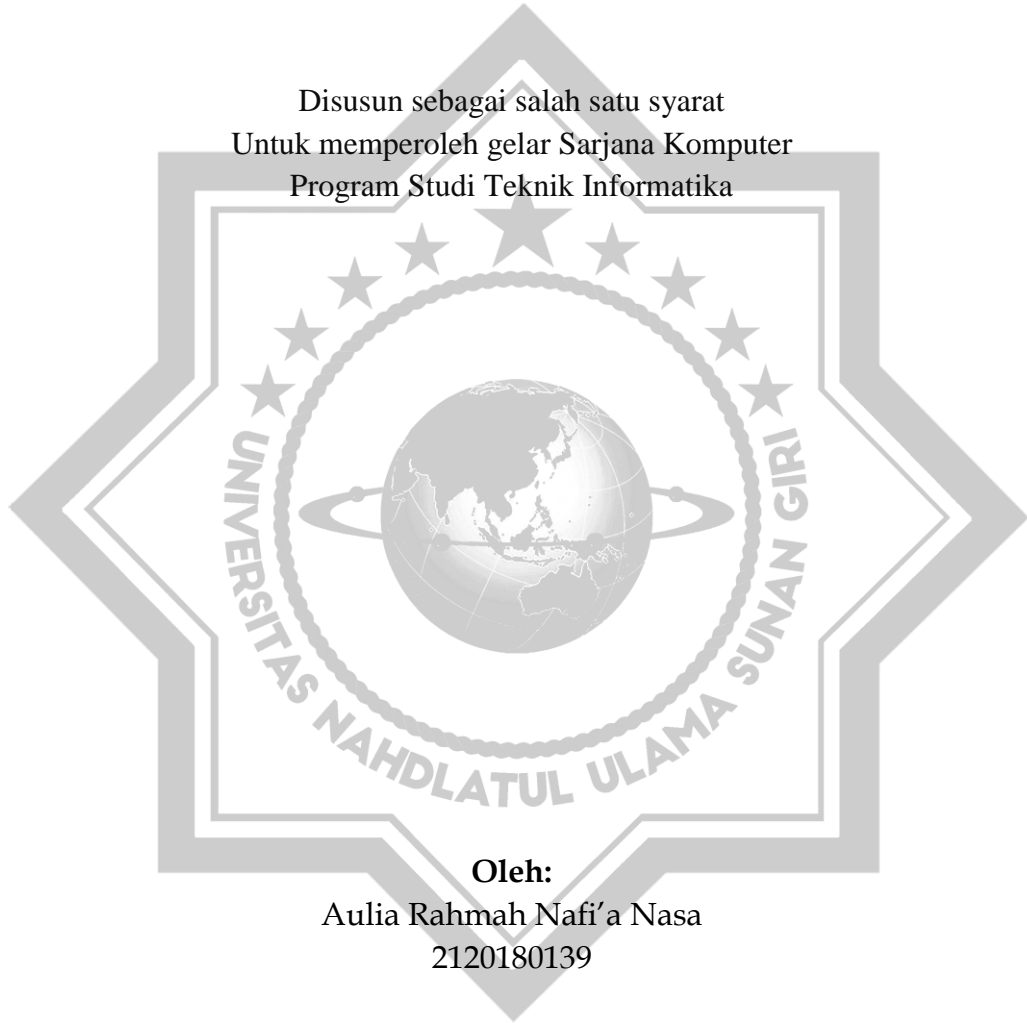 Disusun sebagai salah satu syarat
Untuk memperoleh gelar Sarjana Komputer
Program Studi Teknik Informatika
UNIVERSITAS NAHDLATUL ULAMA SUNAN GIRI
Oleh:
Aulia Rahmah Nafi’a Nasa
2120180139